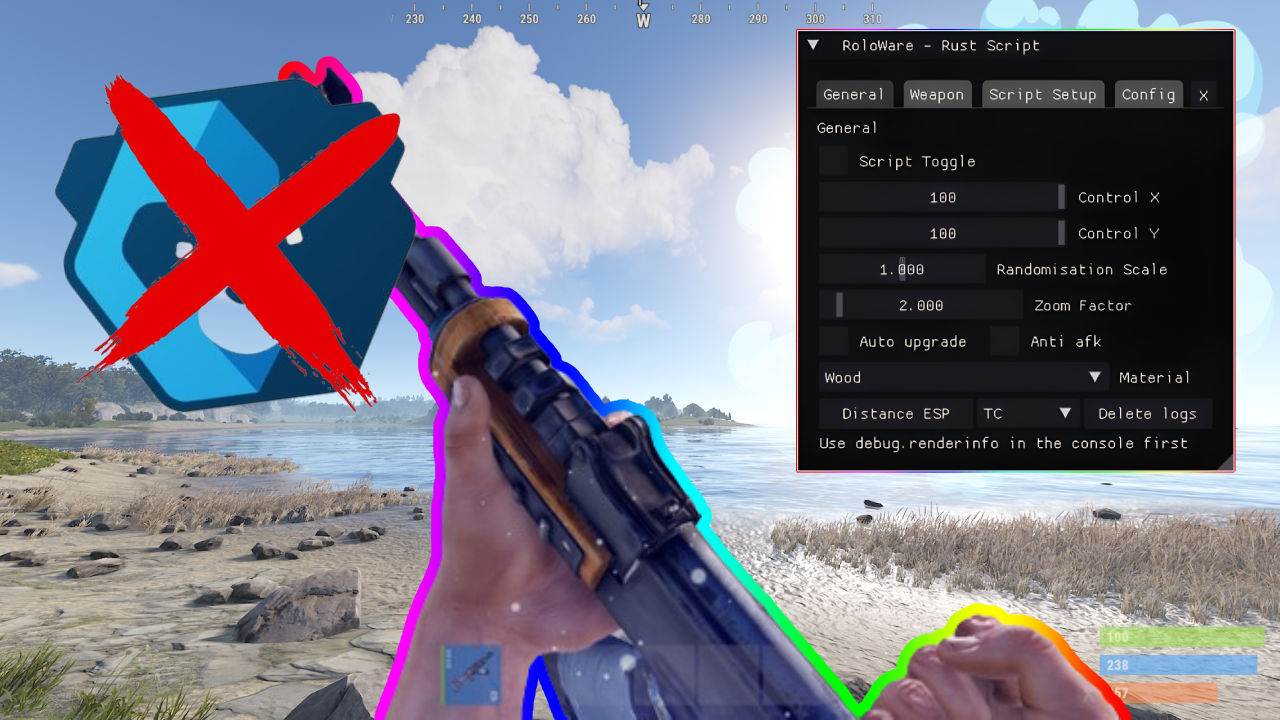 230 240 250 260 W 280 290 300 310
RoloWare - Rust Script
General Weapon Script Setup Config X
General
Script Toggle
100 Control X
100 Control Y
1.000 Randomisation Scale
2.000 Zoom Factor
Auto upgrade Anti afk
Wood Material
Distance ESP TC Delete logs
Use debug.renderinfo in the console first
100
238